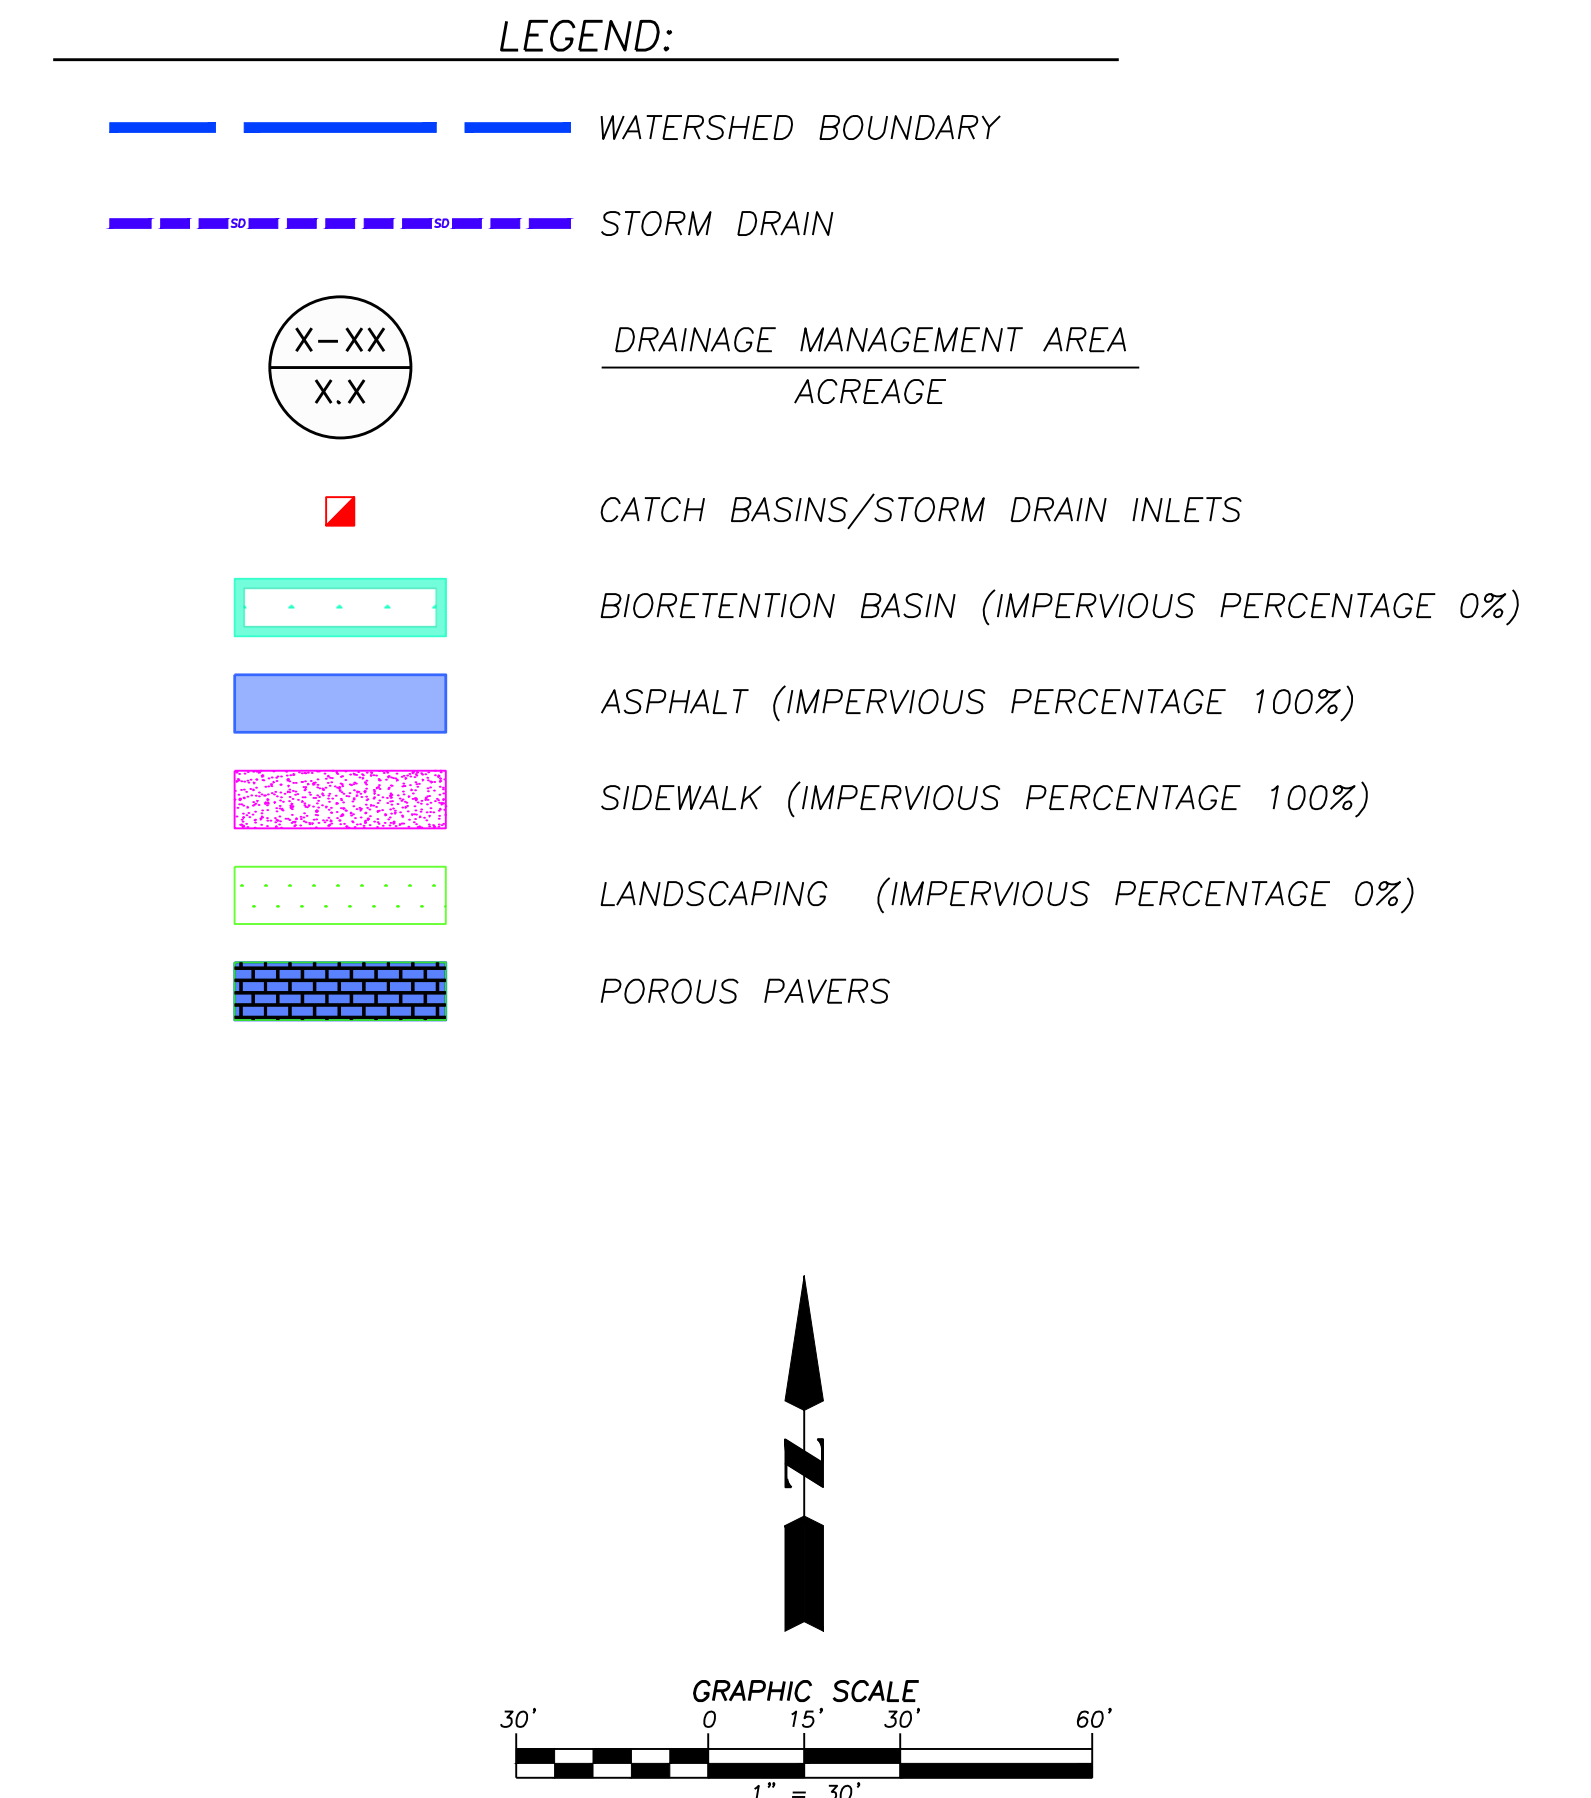 LEGEND:
WATERSHED BOUNDARY
SD SD STORM DRAIN
X-XX
X.X
DRAINAGE MANAGEMENT AREA
ACREAGE
CATCH BASINS/STORM DRAIN INLETS
BIORETENTION BASIN (IMPERVIOUS PERCENTAGE 0%)
ASPHALT (IMPERVIOUS PERCENTAGE 100%)
SIDEWALK (IMPERVIOUS PERCENTAGE 100%)
LANDSCAPING (IMPERVIOUS PERCENTAGE 0%)
POROUS PAVERS
N
GRAPHIC SCALE
30' 0 15' 30' 60'
1" = 30'